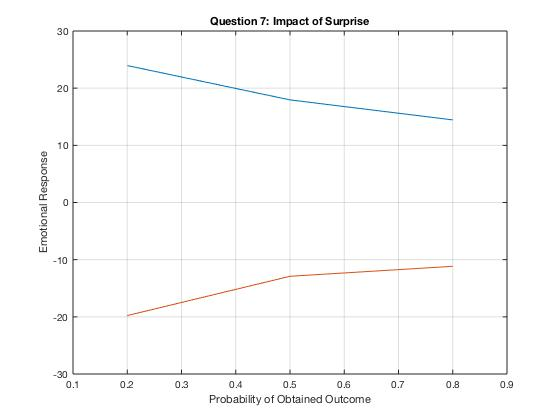 Question 7: Impact of Surprise
30
20
10
0
-10
-20
-30
Emotional Response
0.1 0.2 0.3 0.4 0.5 0.6 0.7 0.8 0.9
Probability of Obtained Outcome